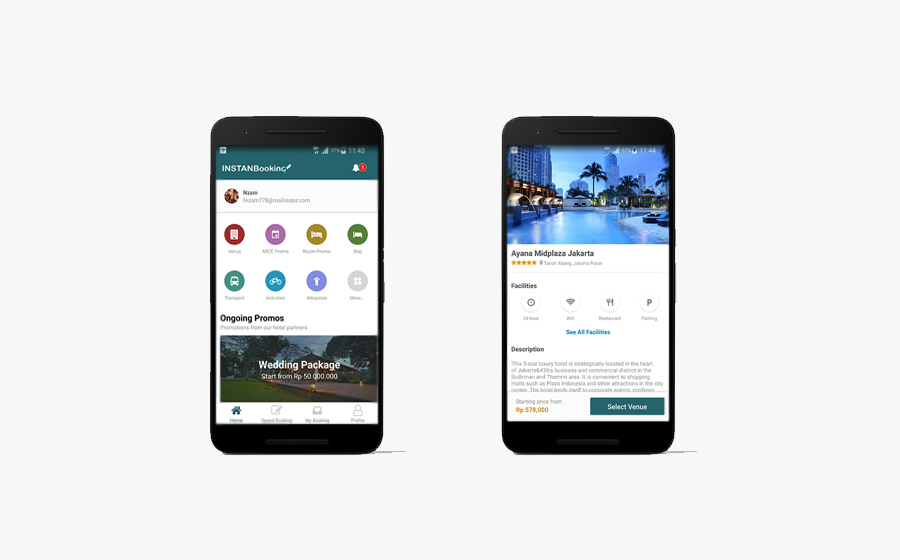 67% 11:43
INSTANBooking
1
Nzam
Nizam778@mailinator.com
Venue
MICE Promo
Room Promo
Stay
Transport
Activities
Attraction
More...
Ongoing Promos
Promotions from our hotel partners
Wedding Package
Start from Rp 50.000.000
Home
Speed Booking
My Booking
Profile
67% 11:44
Ayana Midplaza Jakarta
Tanah Abang, Jakarta Pusat
Facilities
P
24-hour
Wifi
Restaurant
Parking
See All Facilities
Description
This 5-star luxury hotel is strategically located in the heart
of Jakarta&#39;s business and commercial district in the
Sudirman and Thamrin area. It is convenient to shopping
malls such as Plaza Indonesia and other attractions in the city
centre. The hotel lends itself to corporate events, conferen
Starting price from
Rp 578,000
Select Venue